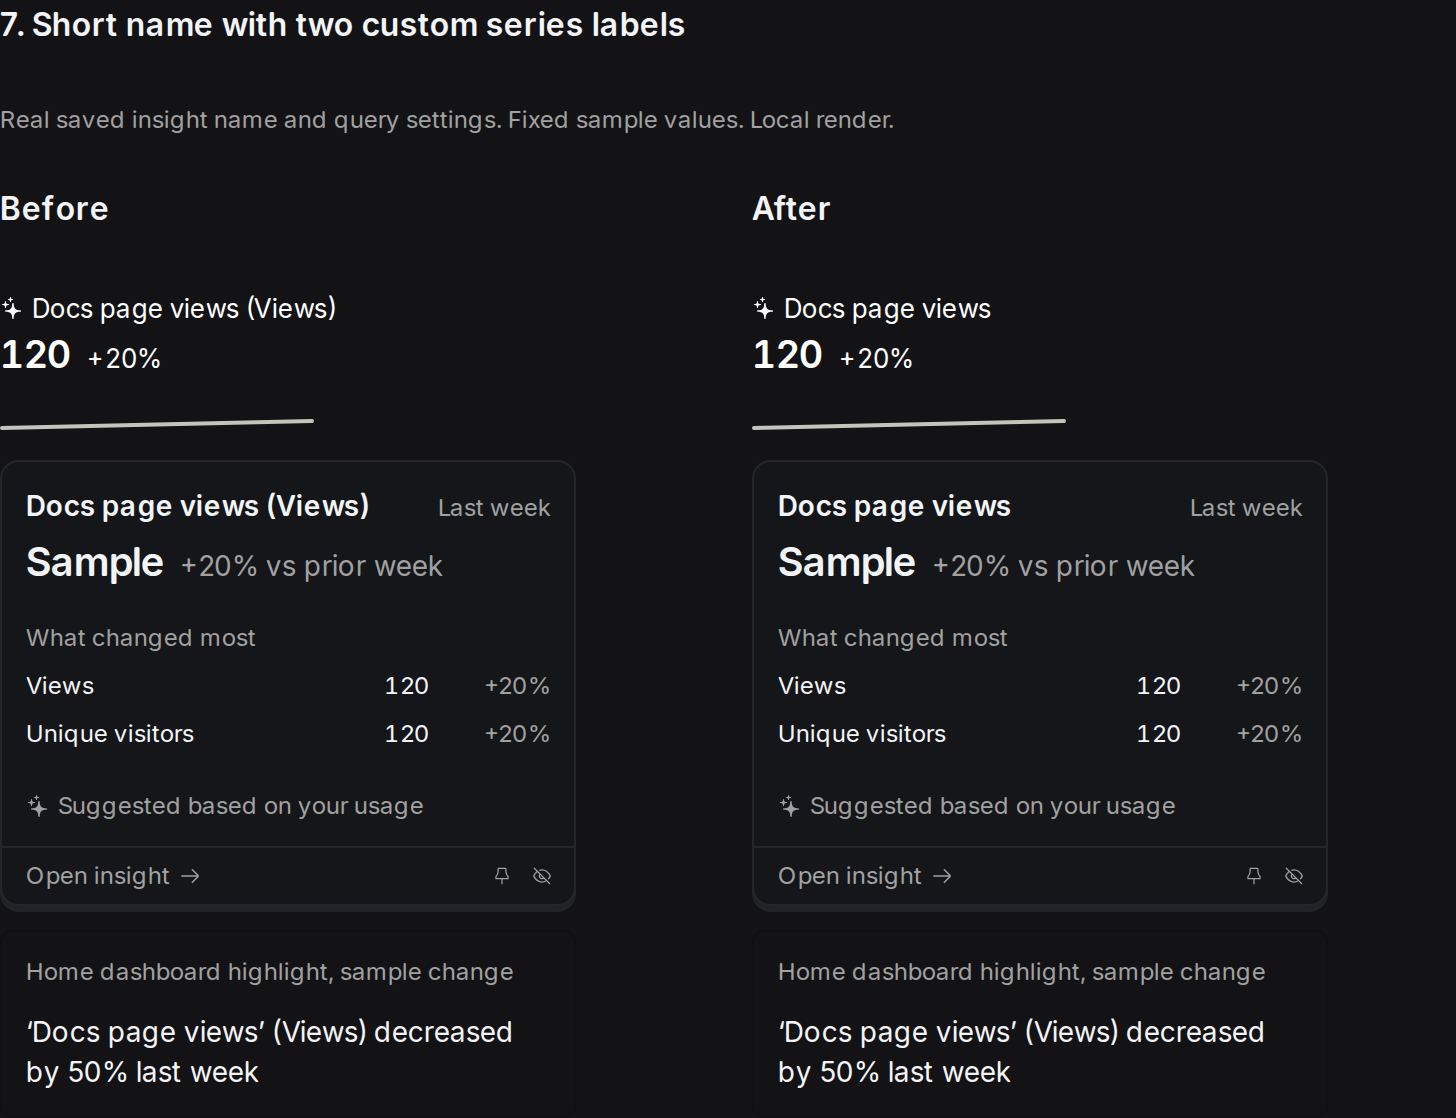 7. Short name with two custom series labels
Real saved insight name and query settings. Fixed sample values. Local render.
Before
Docs page views (Views)
120 +20%
Docs page views (Views) Last week
Sample +20% vs prior week
What changed most
Views 120 +20%
Unique visitors 120 +20%
Suggested based on your usage
Open insight →
Home dashboard highlight, sample change
‘Docs page views’ (Views) decreased
by 50% last week
After
Docs page views
120 +20%
Docs page views Last week
Sample +20% vs prior week
What changed most
Views 120 +20%
Unique visitors 120 +20%
Suggested based on your usage
Open insight →
Home dashboard highlight, sample change
‘Docs page views’ (Views) decreased
by 50% last week